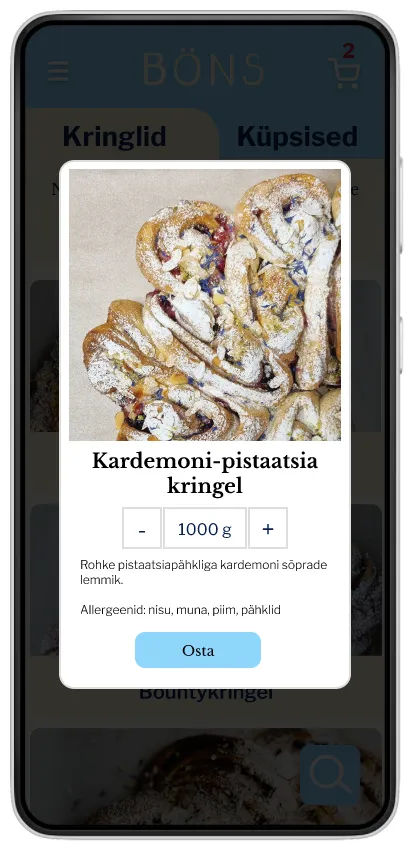 BÖNS
2
Kringlid
Küpsised
Kardemoni-pistaatsia
kringel
- 1000 g +
Rohke pistaatsiapähkliga kardemoni sõprade
lemmik.
Allergeenid: nisu, muna, piim, pähklid
Osta
Bountykringel